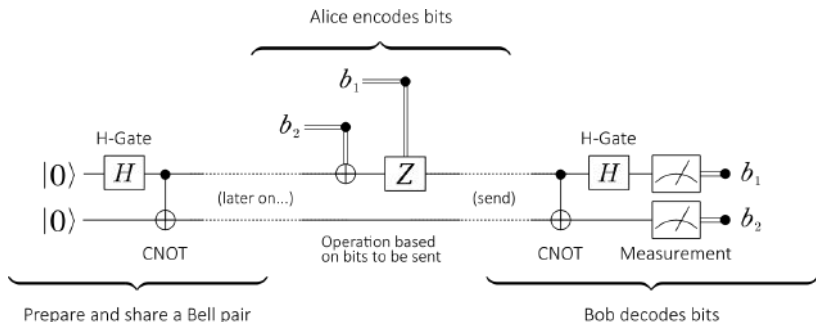 Alice encodes bits
b₁
b₂
H-Gate
H-Gate
|0⟩ H (later on...) Z (send) H b₁
|0⟩ b₂
CNOT
Operation based
on bits to be sent
CNOT
Measurement
Prepare and share a Bell pair
Bob decodes bits